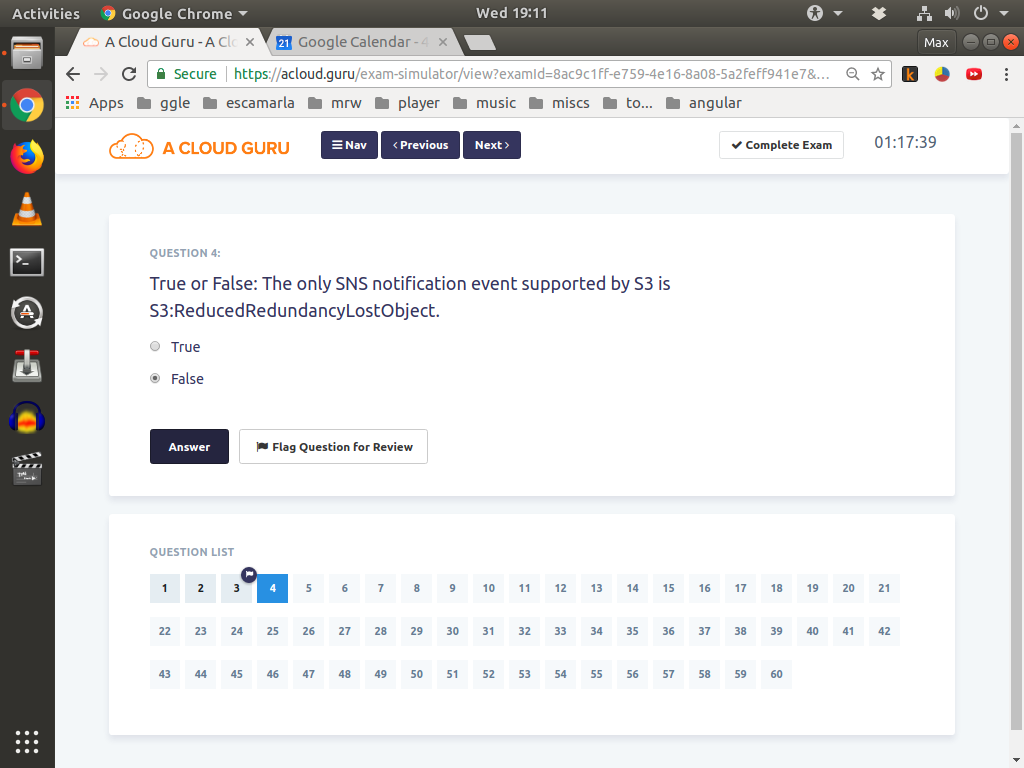 Activities Google Chrome Wed 19:11
A Cloud Guru - A Clo 21 Google Calendar - 4 Max
Secure https://acloud.guru/exam-simulator/view?examId=8ac9c1ff-e759-4e16-8a08-5a2feff941e7&...
Apps ggle escamarla mrw player music miscs to... angular
A CLOUD GURU Nav Previous Next Complete Exam 01:17:39
QUESTION 4:
True or False: The only SNS notification event supported by S3 is
S3:ReducedRedundancyLostObject.
True
False
Answer Flag Question for Review
QUESTION LIST
1 2 3 4 5 6 7 8 9 10 11 12 13 14 15 16 17 18 19 20 21
22 23 24 25 26 27 28 29 30 31 32 33 34 35 36 37 38 39 40 41 42
43 44 45 46 47 48 49 50 51 52 53 54 55 56 57 58 59 60